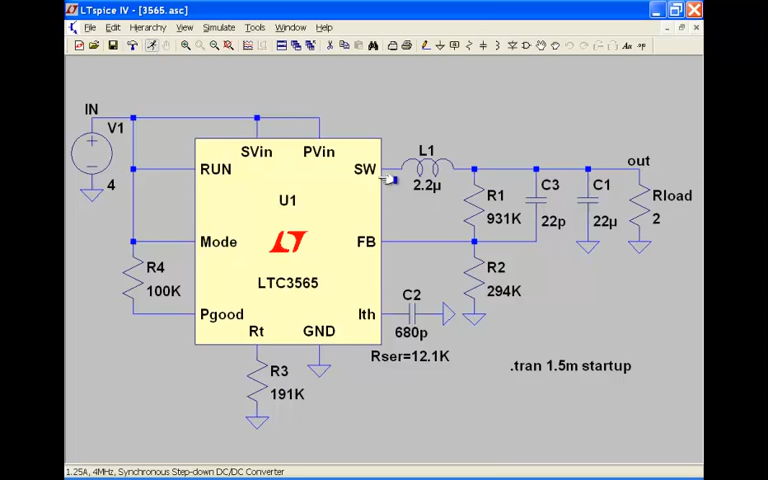 LTspice IV - [3565.asc]
File Edit Hierarchy View Simulate Tools Window Help
IN
V1
4
SVin PVin
RUN SW
U1
Mode FB
LTC3565
Pgood Ith
Rt GND
R4
100K
R3
191K
L1
2.2µ
out
R1
931K
C3
22p
C1
22µ
Rload
2
R2
294K
C2
680p
Rser=12.1K
.tran 1.5m startup
1.25A, 4MHz, Synchronous Step-down DC/DC Converter